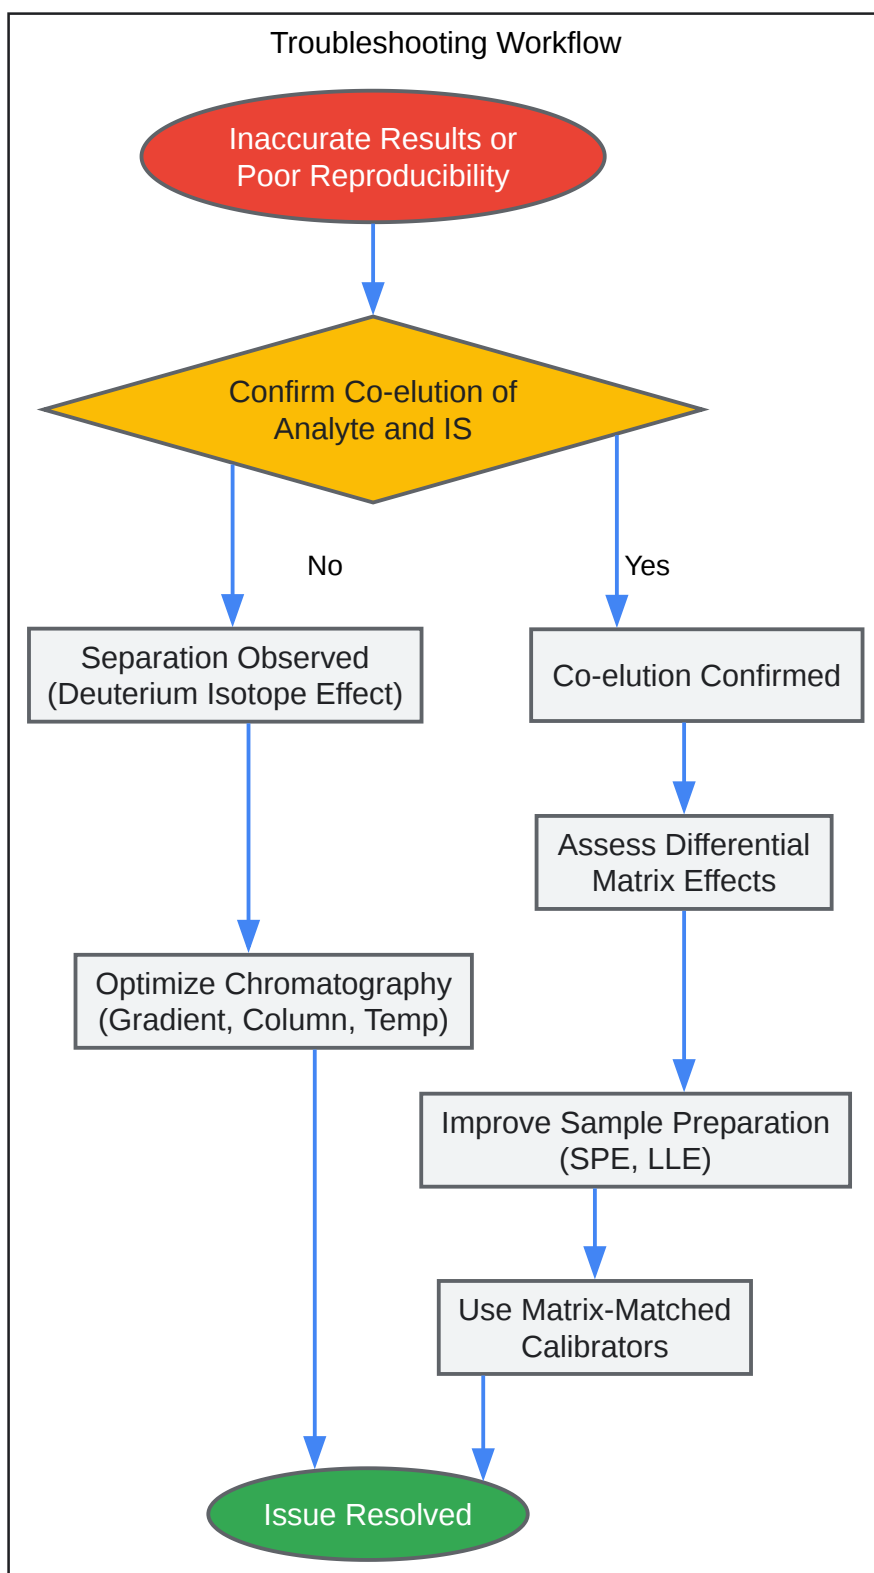 Troubleshooting Workflow
Inaccurate Results or
Poor Reproducibility
Confirm Co-elution of
Analyte and IS
No
Yes
Separation Observed
(Deuterium Isotope Effect)
Co-elution Confirmed
Assess Differential
Matrix Effects
Optimize Chromatography
(Gradient, Column, Temp)
Improve Sample Preparation
(SPE, LLE)
Use Matrix-Matched
Calibrators
Issue Resolved